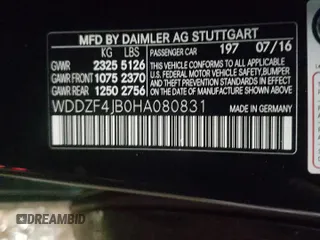 MFD BY DAIMLER AG STUTTGART
KG LBS PASSENGER CAR 197 07/16
GVWR 2325 5126
GAWR FRONT 1075 2370
GAWR REAR 1250 2756
THIS VEHICLE CONFORMS TO ALL APPLICABLE
U.S. FEDERAL MOTOR VEHICLE SAFETY, BUMPER,
AND THEFT PREVENTION STANDARDS IN EFFECT
ON THE DATE OF MANUFACTURE SHOWN ABOVE.
WDDZF4JB0HA080831
MADE IN GERMANY
DREAMBID